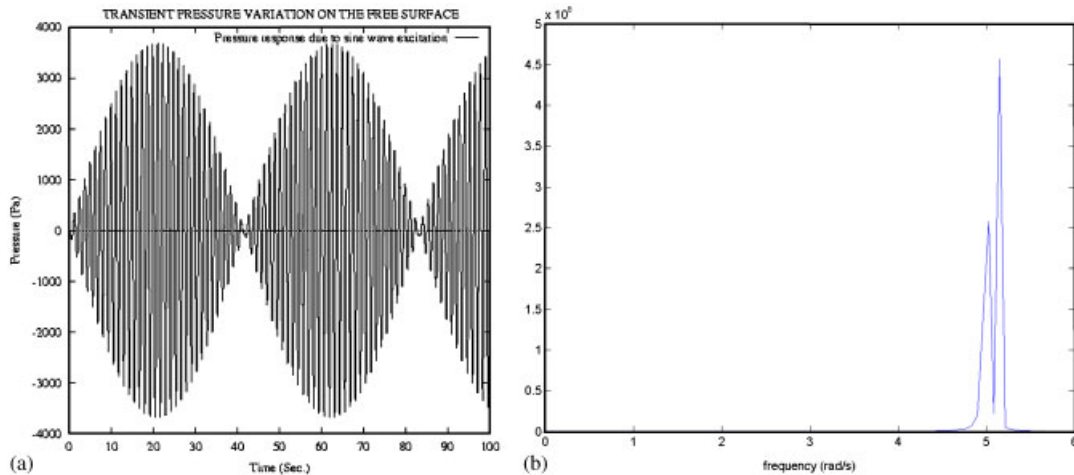 TRANSIENT PRESSURE VARIATION ON THE FREE SURFACE
Pressure response due to sine wave excitation
4000
3000
2000
1000
0
-1000
-2000
-3000
-4000
Pressure (Pa)
0 10 20 30 40 50 60 70 80 90 100
Time (Sec.)
(a)
5
4.5
4
3.5
3
2.5
2
1.5
1
0.5
0
0 1 2 3 4 5 6
frequency (rad/s)
(b)